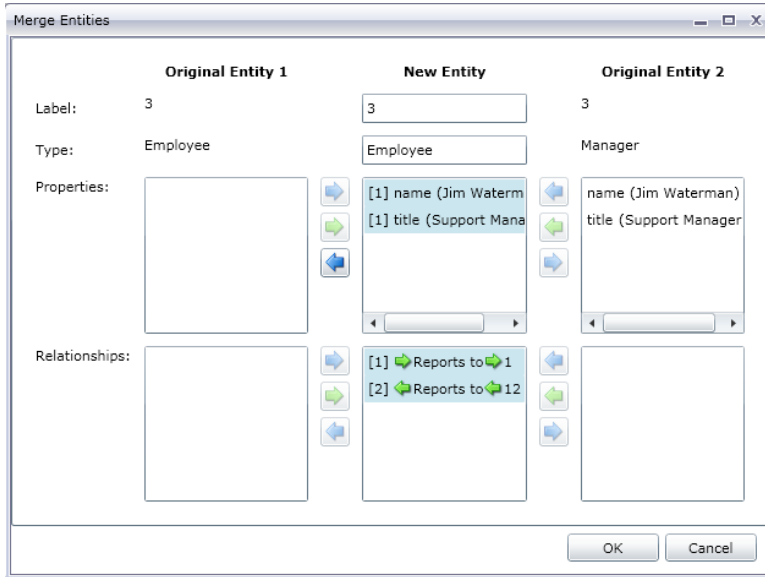 Merge Entities
Original Entity 1 New Entity Original Entity 2
Label: 3 3 3
Type: Employee Employee Manager
Properties: [1] name (Jim Waterm name (Jim Waterman)
[1] title (Support Mana title (Support Manager
Relationships: [1] Reports to 1
[2] Reports to 12
OK Cancel